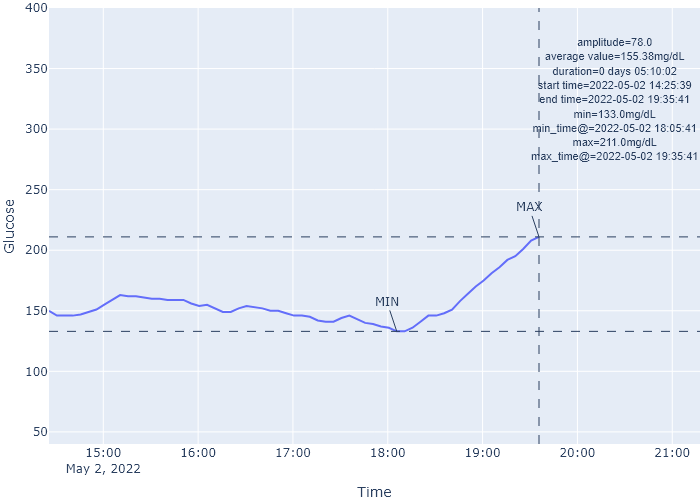 400
350
300
250
200
150
100
50
Glucose
amplitude=78.0
average value=155.38mg/dL
duration=0 days 05:10:02
start time=2022-05-02 14:25:39
end time=2022-05-02 19:35:41
min=133.0mg/dL
min_time@=2022-05-02 18:05:41
max=211.0mg/dL
max_time@=2022-05-02 19:35:41
MAX
MIN
15:00 16:00 17:00 18:00 19:00 20:00 21:00
May 2, 2022
Time